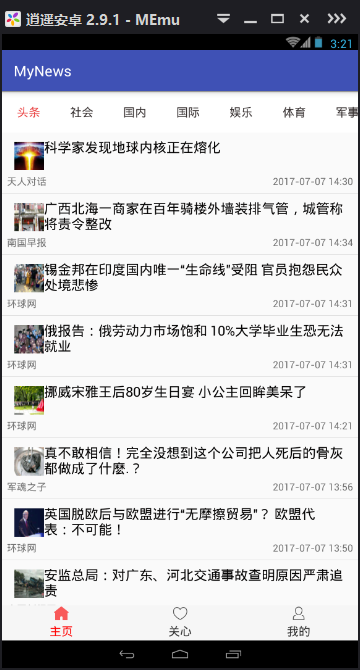 逍遥安卓 2.9.1 - MEmu
3:21
MyNews
头条 社会 国内 国际 娱乐 体育 军事
科学家发现地球内核正在熔化
天人对话 2017-07-07 14:30
广西北海一商家在百年骑楼外墙装排气管，城管称
将责令整改
南国早报 2017-07-07 14:34
锡金邦在印度国内唯一“生命线”受阻 官员抱怨民众
处境悲惨
环球网 2017-07-07 14:31
俄报告：俄劳动力市场饱和 10%大学毕业生恐无法
就业
环球网 2017-07-07 14:31
挪威宋雅王后80岁生日宴 小公主回眸美呆了
环球网 2017-07-07 14:21
真不敢相信！完全没想到这个公司把人死后的骨灰
都做成了什麽.？
军魂之子 2017-07-07 13:56
英国脱欧后与欧盟进行“无摩擦贸易”？ 欧盟代
表：不可能！
环球网 2017-07-07 13:50
安监总局：对广东、河北交通事故查明原因严肃追
责
主页 关心 我的